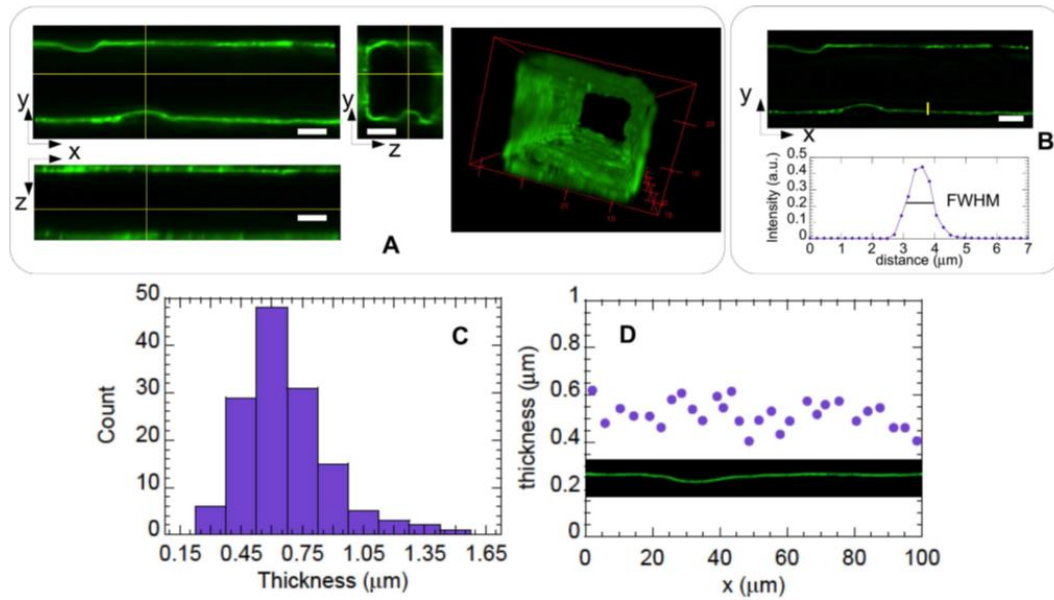 y
x
z
y
z
A
20
10
B
y
x
Intensity (a.u.)
0.5
0.4
0.3
0.2
0.1
0
FWHM
0 1 2 3 4 5 6 7
distance (μm)
C
Count
50
40
30
20
10
0
0.15 0.45 0.75 1.05 1.35 1.65
Thickness (μm)
D
thickness (μm)
1
0.8
0.6
0.4
0.2
0
0 20 40 60 80 100
x (μm)